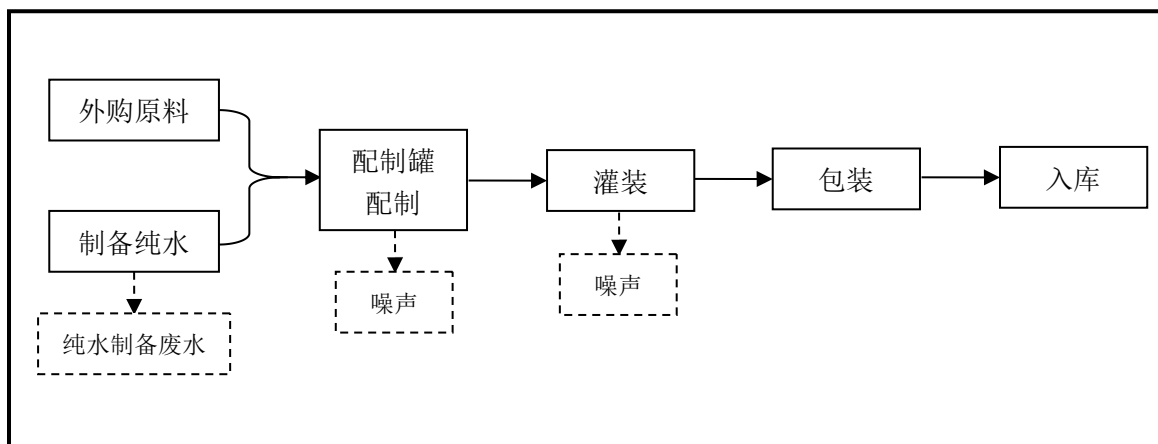 外购原料
制备纯水
纯水制备废水
配制罐
配制
噪声
灌装
噪声
包装
入库